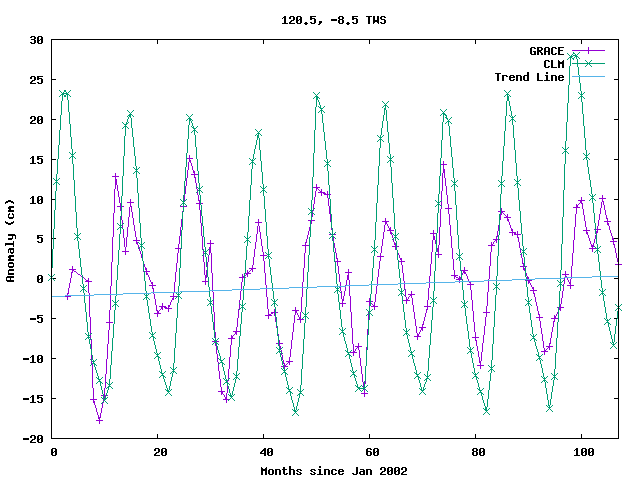 120.5, -8.5 TWS
GRACE
CLM
Trend Line
Anomaly (cm)
30
25
20
15
10
5
0
-5
-10
-15
-20
0 20 40 60 80 100
Months since Jan 2002